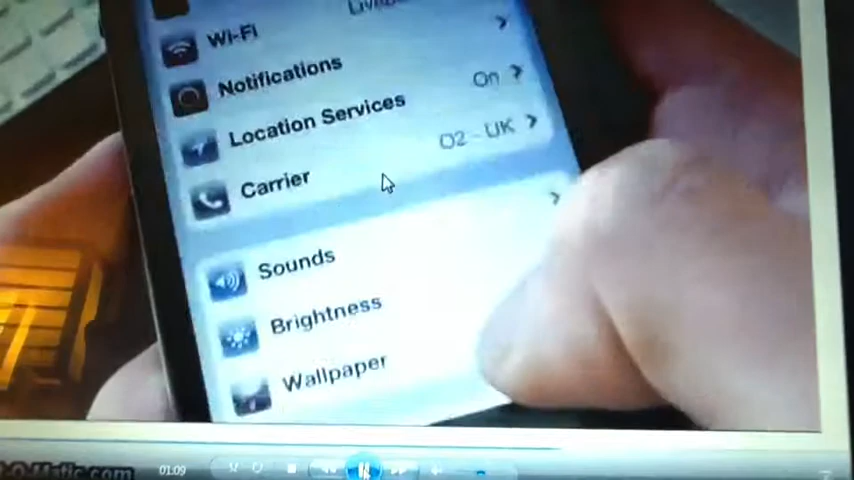 Wi-Fi
Notifications
Location Services On
Carrier O2 - UK
Sounds
Brightness
Wallpaper
01:09